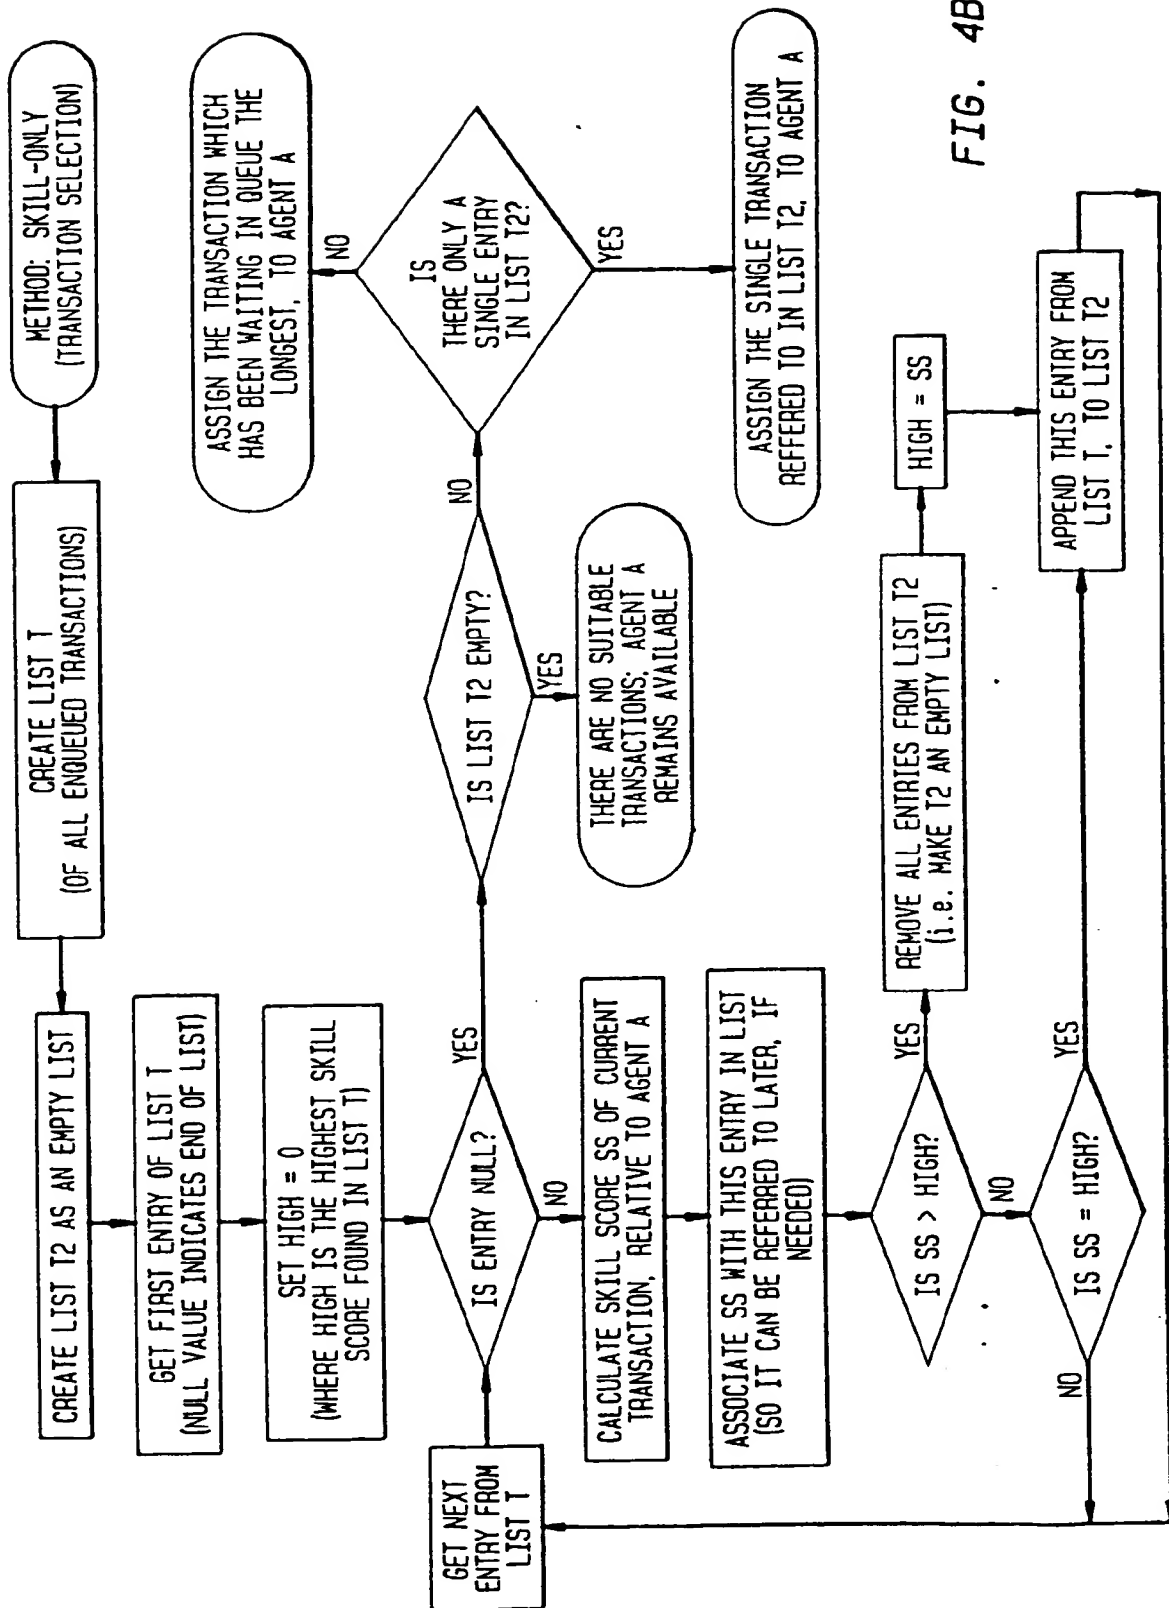 METHOD: SKILL-ONLY
(TRANSACTION SELECTION)
CREATE LIST T
(OF ALL ENQUEUED TRANSACTIONS)
CREATE LIST T2 AS AN EMPTY LIST
GET FIRST ENTRY OF LIST T
(NULL VALUE INDICATES END OF LIST)
SET HIGH = 0
(WHERE HIGH IS THE HIGHEST SKILL
SCORE FOUND IN LIST T)
GET NEXT
ENTRY FROM
LIST T
IS ENTRY NULL?
YES
NO
IS LIST T2 EMPTY?
NO
YES
THERE ARE NO SUITABLE
TRANSACTIONS; AGENT A
REMAINS AVAILABLE
IS
THERE ONLY A
SINGLE ENTRY
IN LIST T2?
NO
YES
ASSIGN THE TRANSACTION WHICH
HAS BEEN WAITING IN QUEUE THE
LONGEST, TO AGENT A
ASSIGN THE SINGLE TRANSACTION
REFFERED TO IN LIST T2, TO AGENT A
CALCULATE SKILL SCORE SS OF CURRENT
TRANSACTION, RELATIVE TO AGENT A
ASSOCIATE SS WITH THIS ENTRY IN LIST
(SO IT CAN BE REFERRED TO LATER, IF
NEEDED)
IS SS > HIGH?
YES
NO
REMOVE ALL ENTRIES FROM LIST T2
(i.e. MAKE T2 AN EMPTY LIST)
HIGH = SS
IS SS = HIGH?
YES
NO
APPEND THIS ENTRY FROM
LIST T, TO LIST T2
FIG. 4B